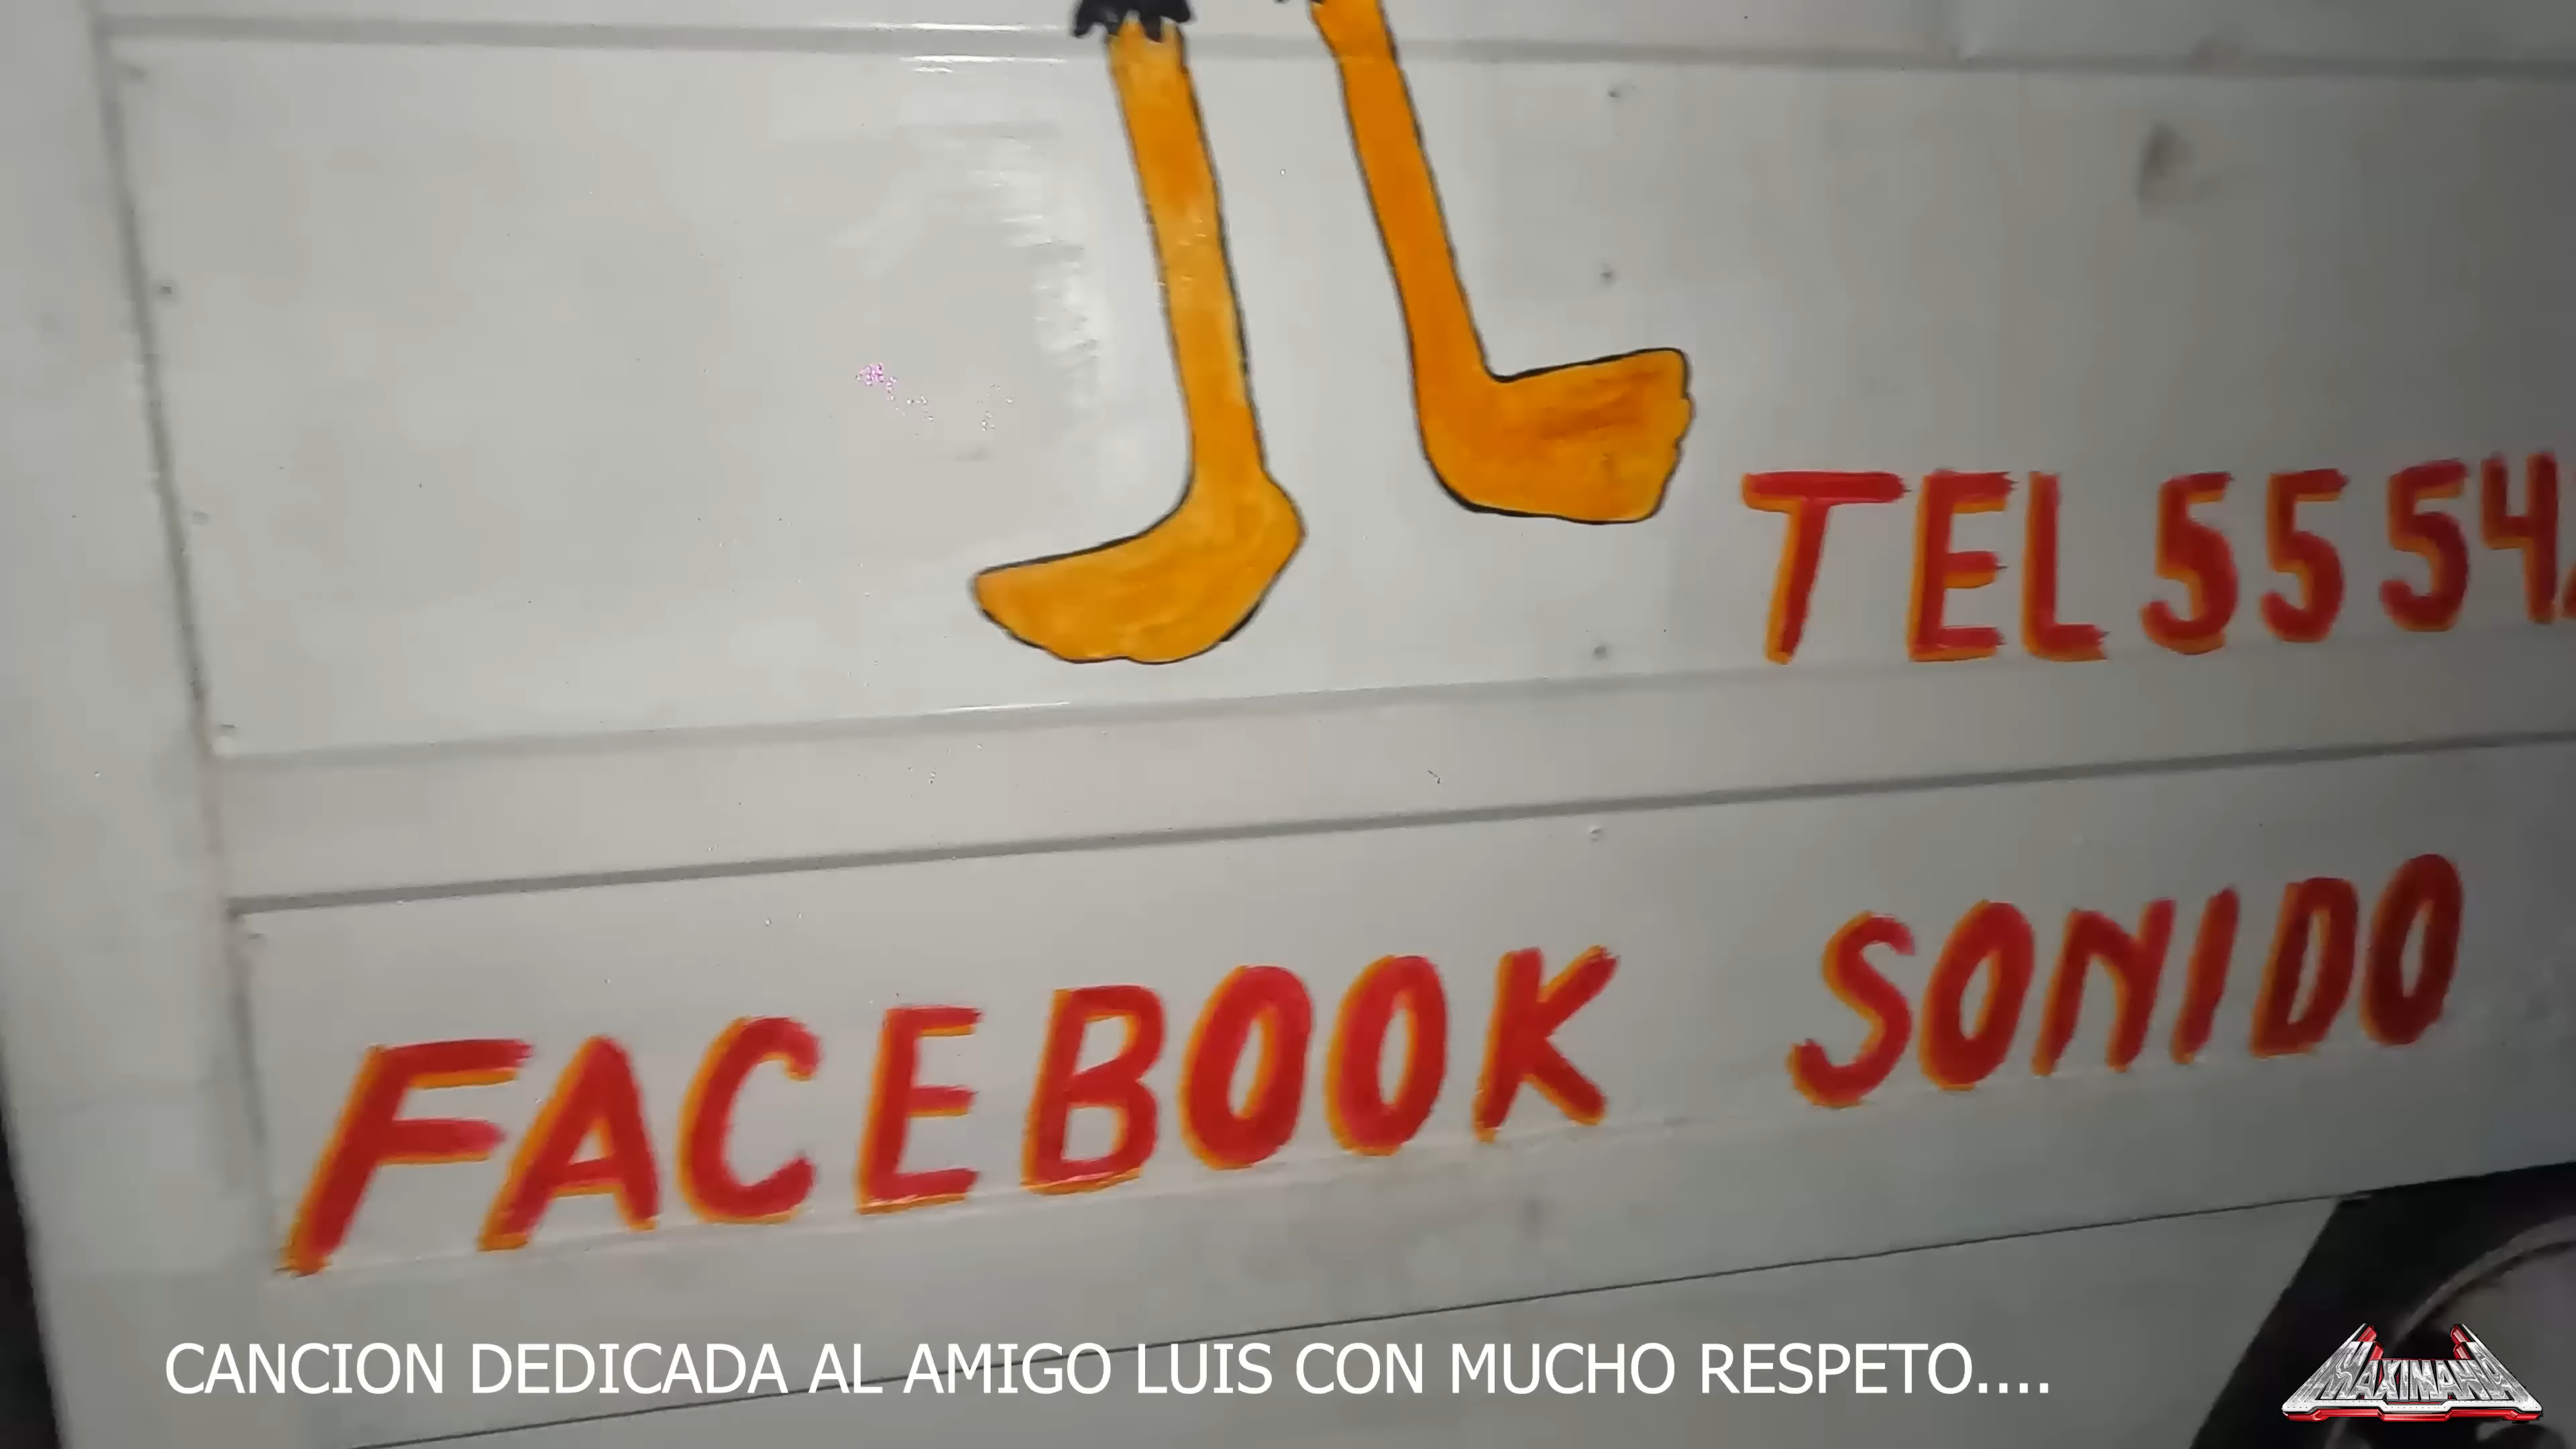 TEL 55 54
FACEBOOK SONIDO
CANCION DEDICADA AL AMIGO LUIS CON MUCHO RESPETO....